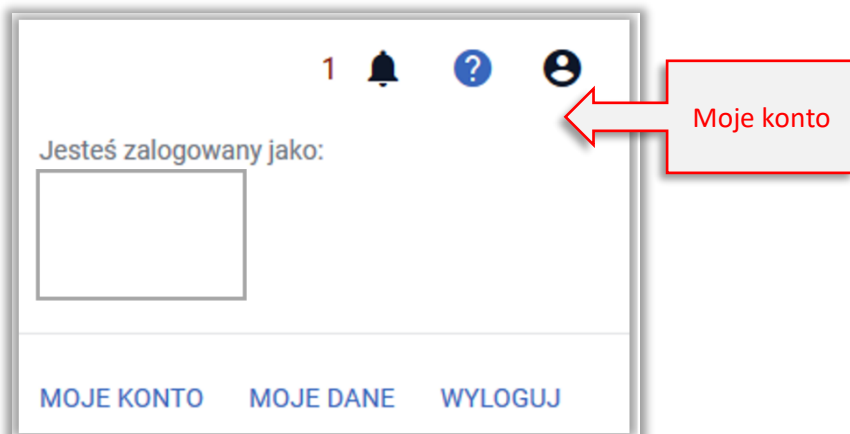 1 ?
Moje konto
Jesteś zalogowany jako:
MOJE KONTO MOJE DANE WYLOGUJ